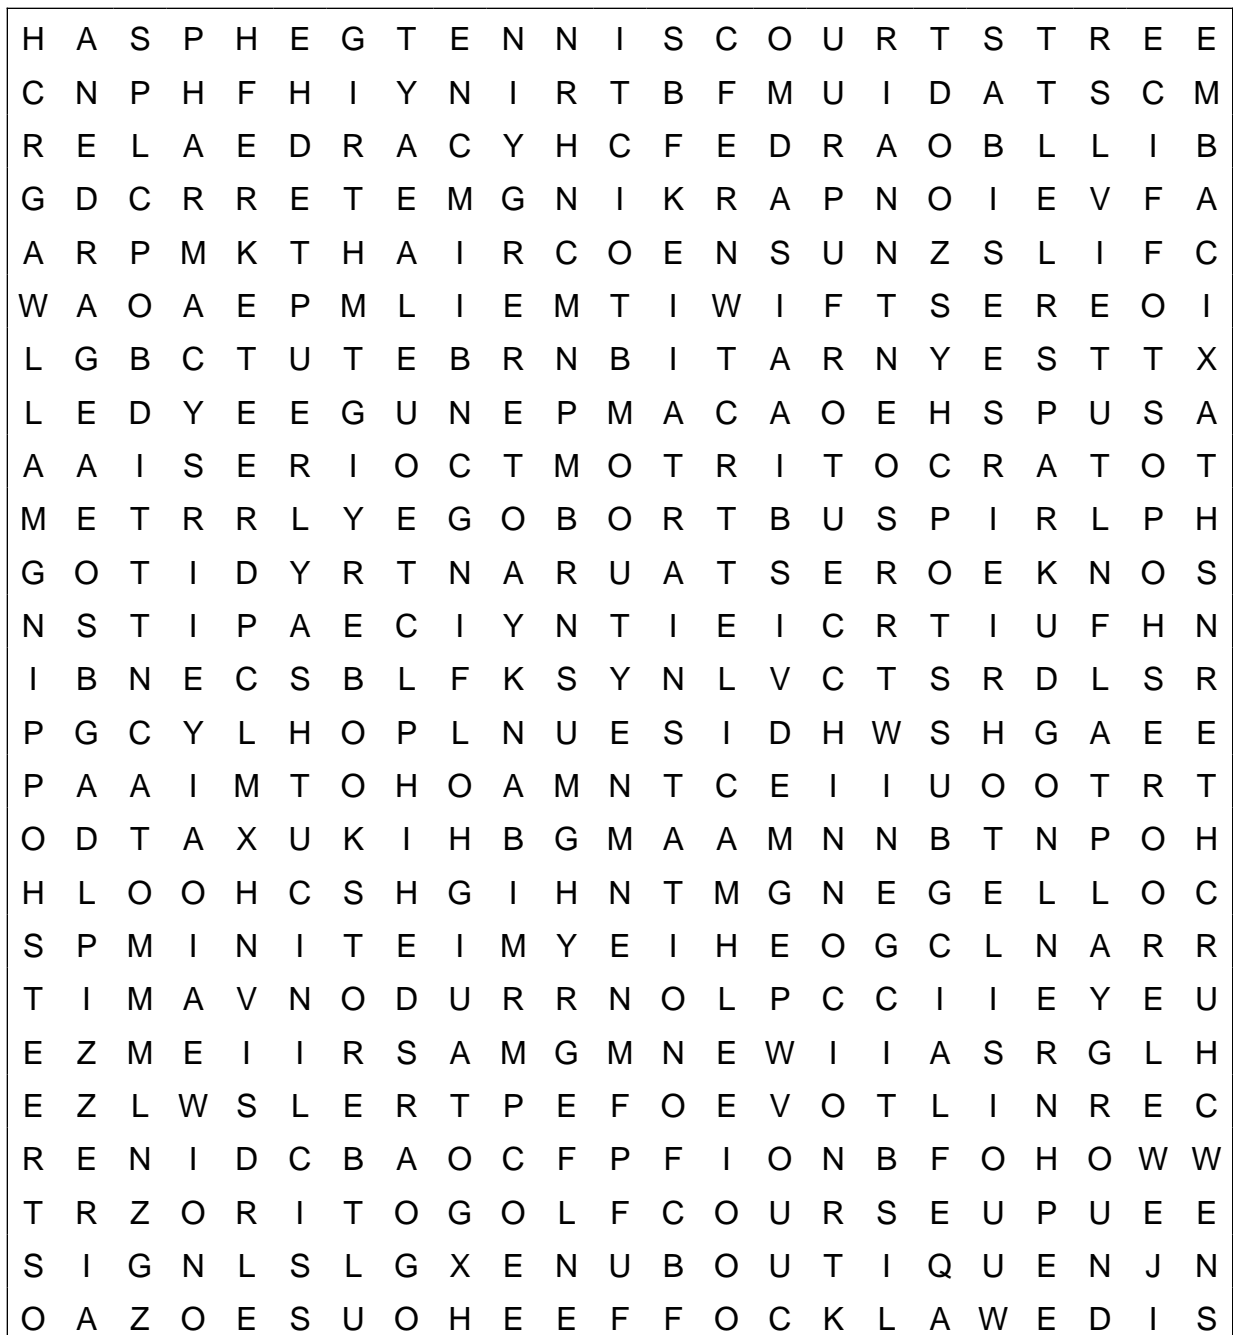 H A S P H E G T E N N I S C O U R T S T R E E
C N P H F H I Y N I R T B F M U I D A T S C M
R E L A E D R A C Y H C F E D R A O B L L I B
G D C R R E T E M G N I K R A P N O I E V F A
A R P M K T H A I R C O E N S U N Z S L I F C
W A O A E P M L I E M T I W I F T S E R E O I
L G B C T U T E B R N B I T A R N Y E S T T X
L E D Y E E G U N E P M A C A O E H S P U S A
A A I S E R I O C T M O T R I T O C R A T O T
M E T R R L Y E G O B O R T B U S P I R L P H
G O T I D Y R T N A R U A T S E R O E K N O S
N S T I P A E C I Y N T I E I C R T I U F H N
I B N E C S B L F K S Y N L V C T S R D L S R
P G C Y L H O P L N U E S I D H W S H G A E E
P A A I M T O H O A M N T C E I I U O O T R T
O D T A X U K I H B G M A A M N N B T N P O H
H L O O H C S H G I H N T M G N E G E L L O C
S P M I N I T E I M Y E I H E O G C L N A R R
T I M A V N O D U R R N O L P C C I I E Y E U
E Z M E I I R S A M G M N E W I I A S R G L H
E Z L W S L E R T P E F O E V O T L I N R E C
R E N I D C B A O C F P F I O N B F O H O W W
T R Z O R I T O G O L F C O U R S E U P U E E
S I G N L S L G X E N U B O U T I Q U E N J N
O A Z O E S U O H E E F F O C K L A W E D I S